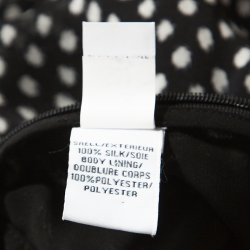 SHELL/EXTERIEUR
100% SILK/SOIE
BODY LINING/
DOUBLURE CORPS
100%POLYESTER/
POLYESTER